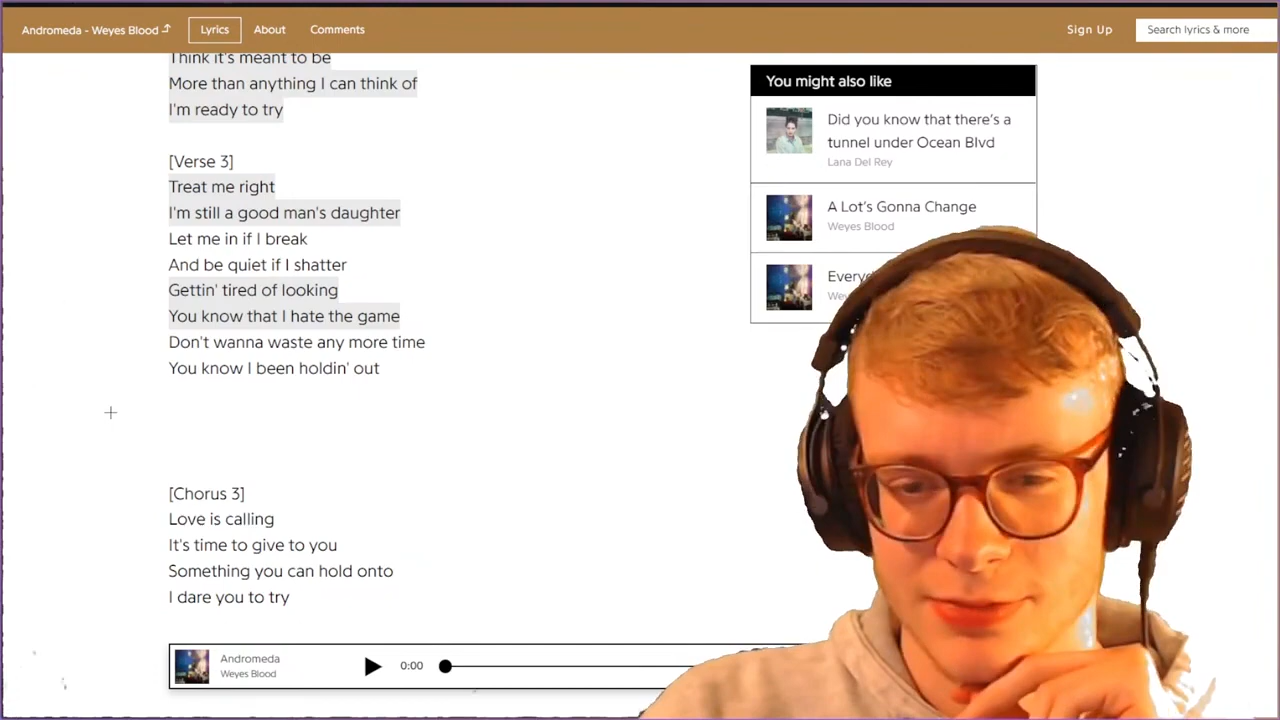 Andromeda - Weyes Blood
Lyrics
About
Comments
Sign Up
Search lyrics & more
Think it's meant to be
More than anything I can think of
I'm ready to try
[Verse 3]
Treat me right
I'm still a good man's daughter
Let me in if I break
And be quiet if I shatter
Gettin' tired of looking
You know that I hate the game
Don't wanna waste any more time
You know I been holdin' out
[Chorus 3]
Love is calling
It's time to give to you
Something you can hold onto
I dare you to try
You might also like
Did you know that there's a
tunnel under Ocean Blvd
Lana Del Rey
A Lot's Gonna Change
Weyes Blood
Andromeda
Weyes Blood
0:00